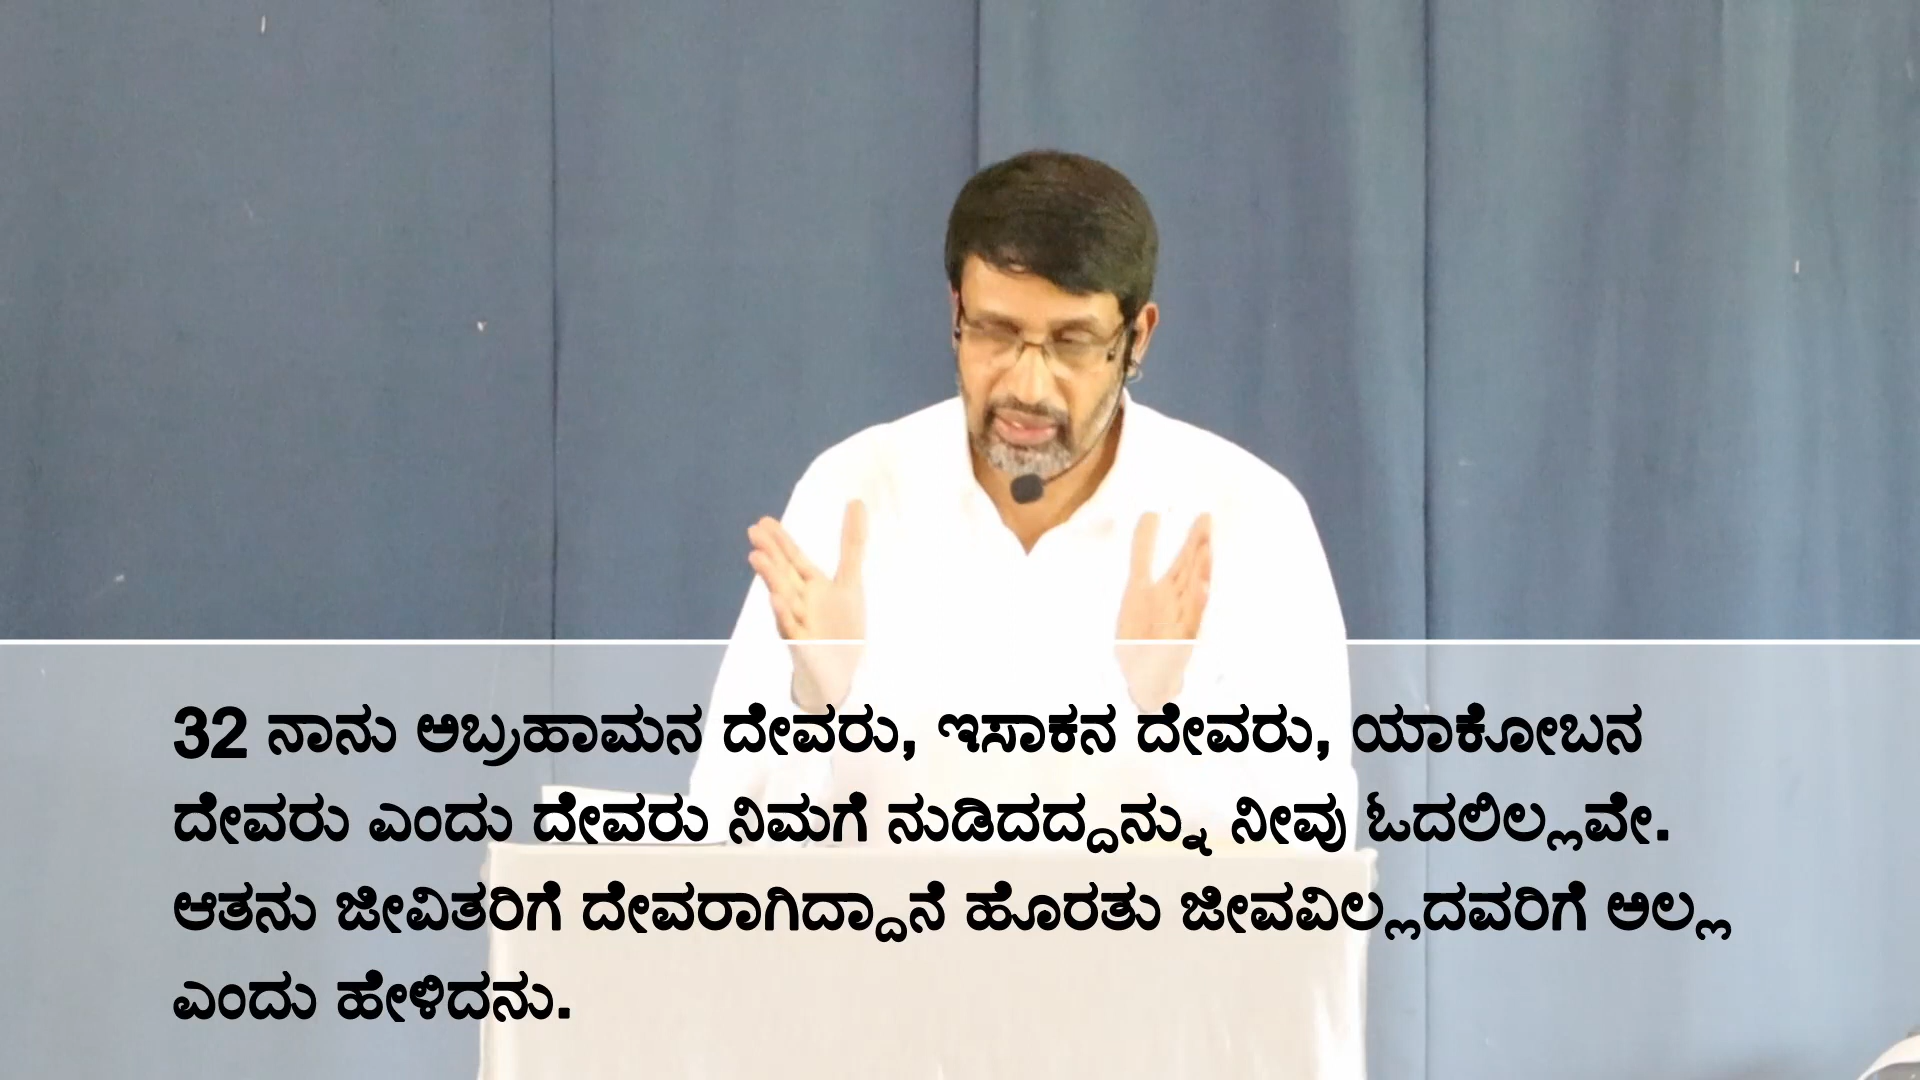 32 ನಾನು ಅಬ್ರಹಾಮನ ದೇವರು, ಇಸಾಕನ ದೇವರು, ಯಾಕೋಬನ
ದೇವರು ಎಂದು ದೇವರು ನಿಮಗೆ ನುಡಿದದ್ದನ್ನು ನೀವು ಓದಲಿಲ್ಲವೇ.
ಆತನು ಜೀವಿತರಿಗೆ ದೇವರಾಗಿದ್ದಾನೆ ಹೊರತು ಜೀವವಿಲ್ಲದವರಿಗೆ ಅಲ್ಲ
ಎಂದು ಹೇಳಿದನು.